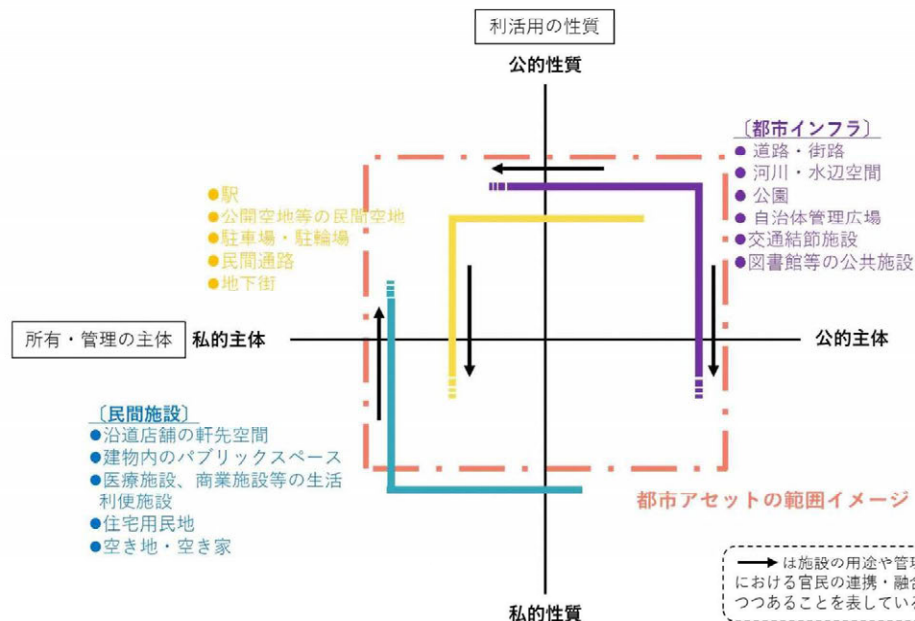 利活用の性質
公的性質
〔都市インフラ〕
● 道路・街路
● 河川・水辺空間
● 公園
● 自治体管理広場
●交通結節施設
●図書館等の公共施設
●駅
●公開空地等の民間空地
●駐車場・駐輪場
●民間通路
●地下街
所有・管理の主体
私的主体
公的主体
〔民間施設〕
●沿道店舗の軒先空間
●建物内のパブリックスペース
●医療施設、商業施設等の生活
利便施設
●住宅用民地
●空き地・空き家
都市アセットの範囲イメージ
は施設の用途や管理
における官民の連携・融合
つつあることを表している
私的性質